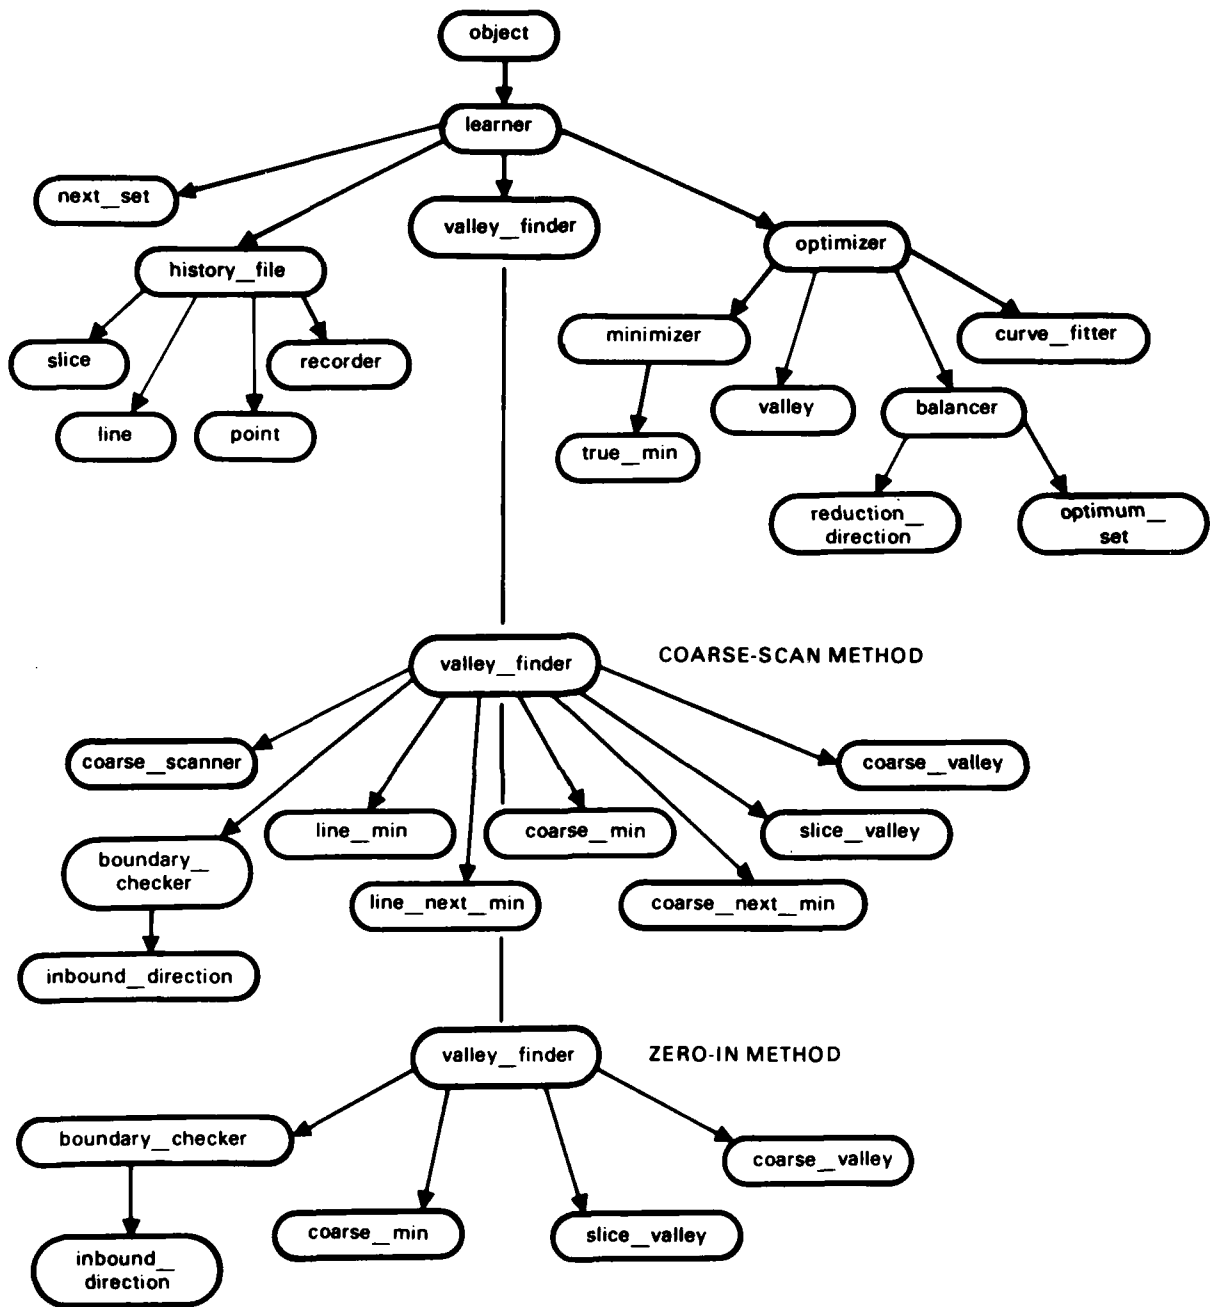 object
learner
next__set
valley__finder
optimizer
history__file
minimizer
curve__fitter
slice
recorder
valley
balancer
line
point
true__min
reduction__
direction
optimum__
set
valley__finder
COARSE-SCAN METHOD
coarse__scanner
coarse__valley
line__min
coarse__min
slice__valley
boundary__
checker
line__next__min
coarse__next__min
inbound__direction
valley__finder
ZERO-IN METHOD
boundary__checker
coarse__valley
coarse__min
slice__valley
inbound__
direction